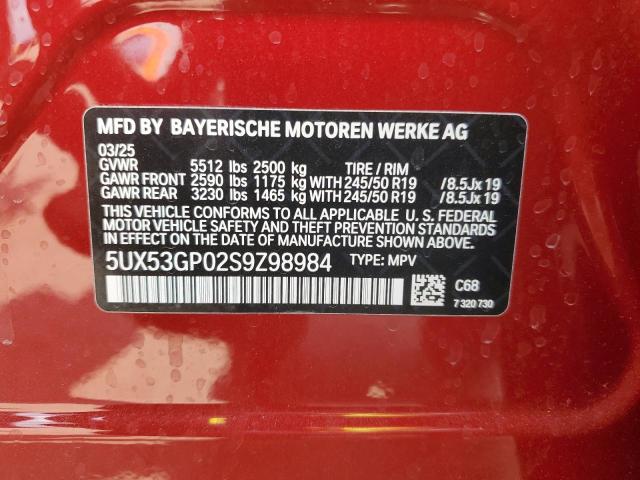 MFD BY BAYERISCHE MOTOREN WERKE AG
03/25
GVWR 5512 lbs 2500 kg TIRE / RIM
GAWR FRONT 2590 lbs 1175 kg WITH 245/50 R19 /8.5Jx19
GAWR REAR 3230 lbs 1465 kg WITH 245/50 R19 /8.5Jx19
THIS VEHICLE CONFORMS TO ALL APPLICABLE U. S. FEDERAL
MOTOR VEHICLE SAFETY AND THEFT PREVENTION STANDARDS
IN EFFECT ON THE DATE OF MANUFACTURE SHOWN ABOVE.
5UX53GP02S9Z98984 TYPE: MPV
C68
7 320 730